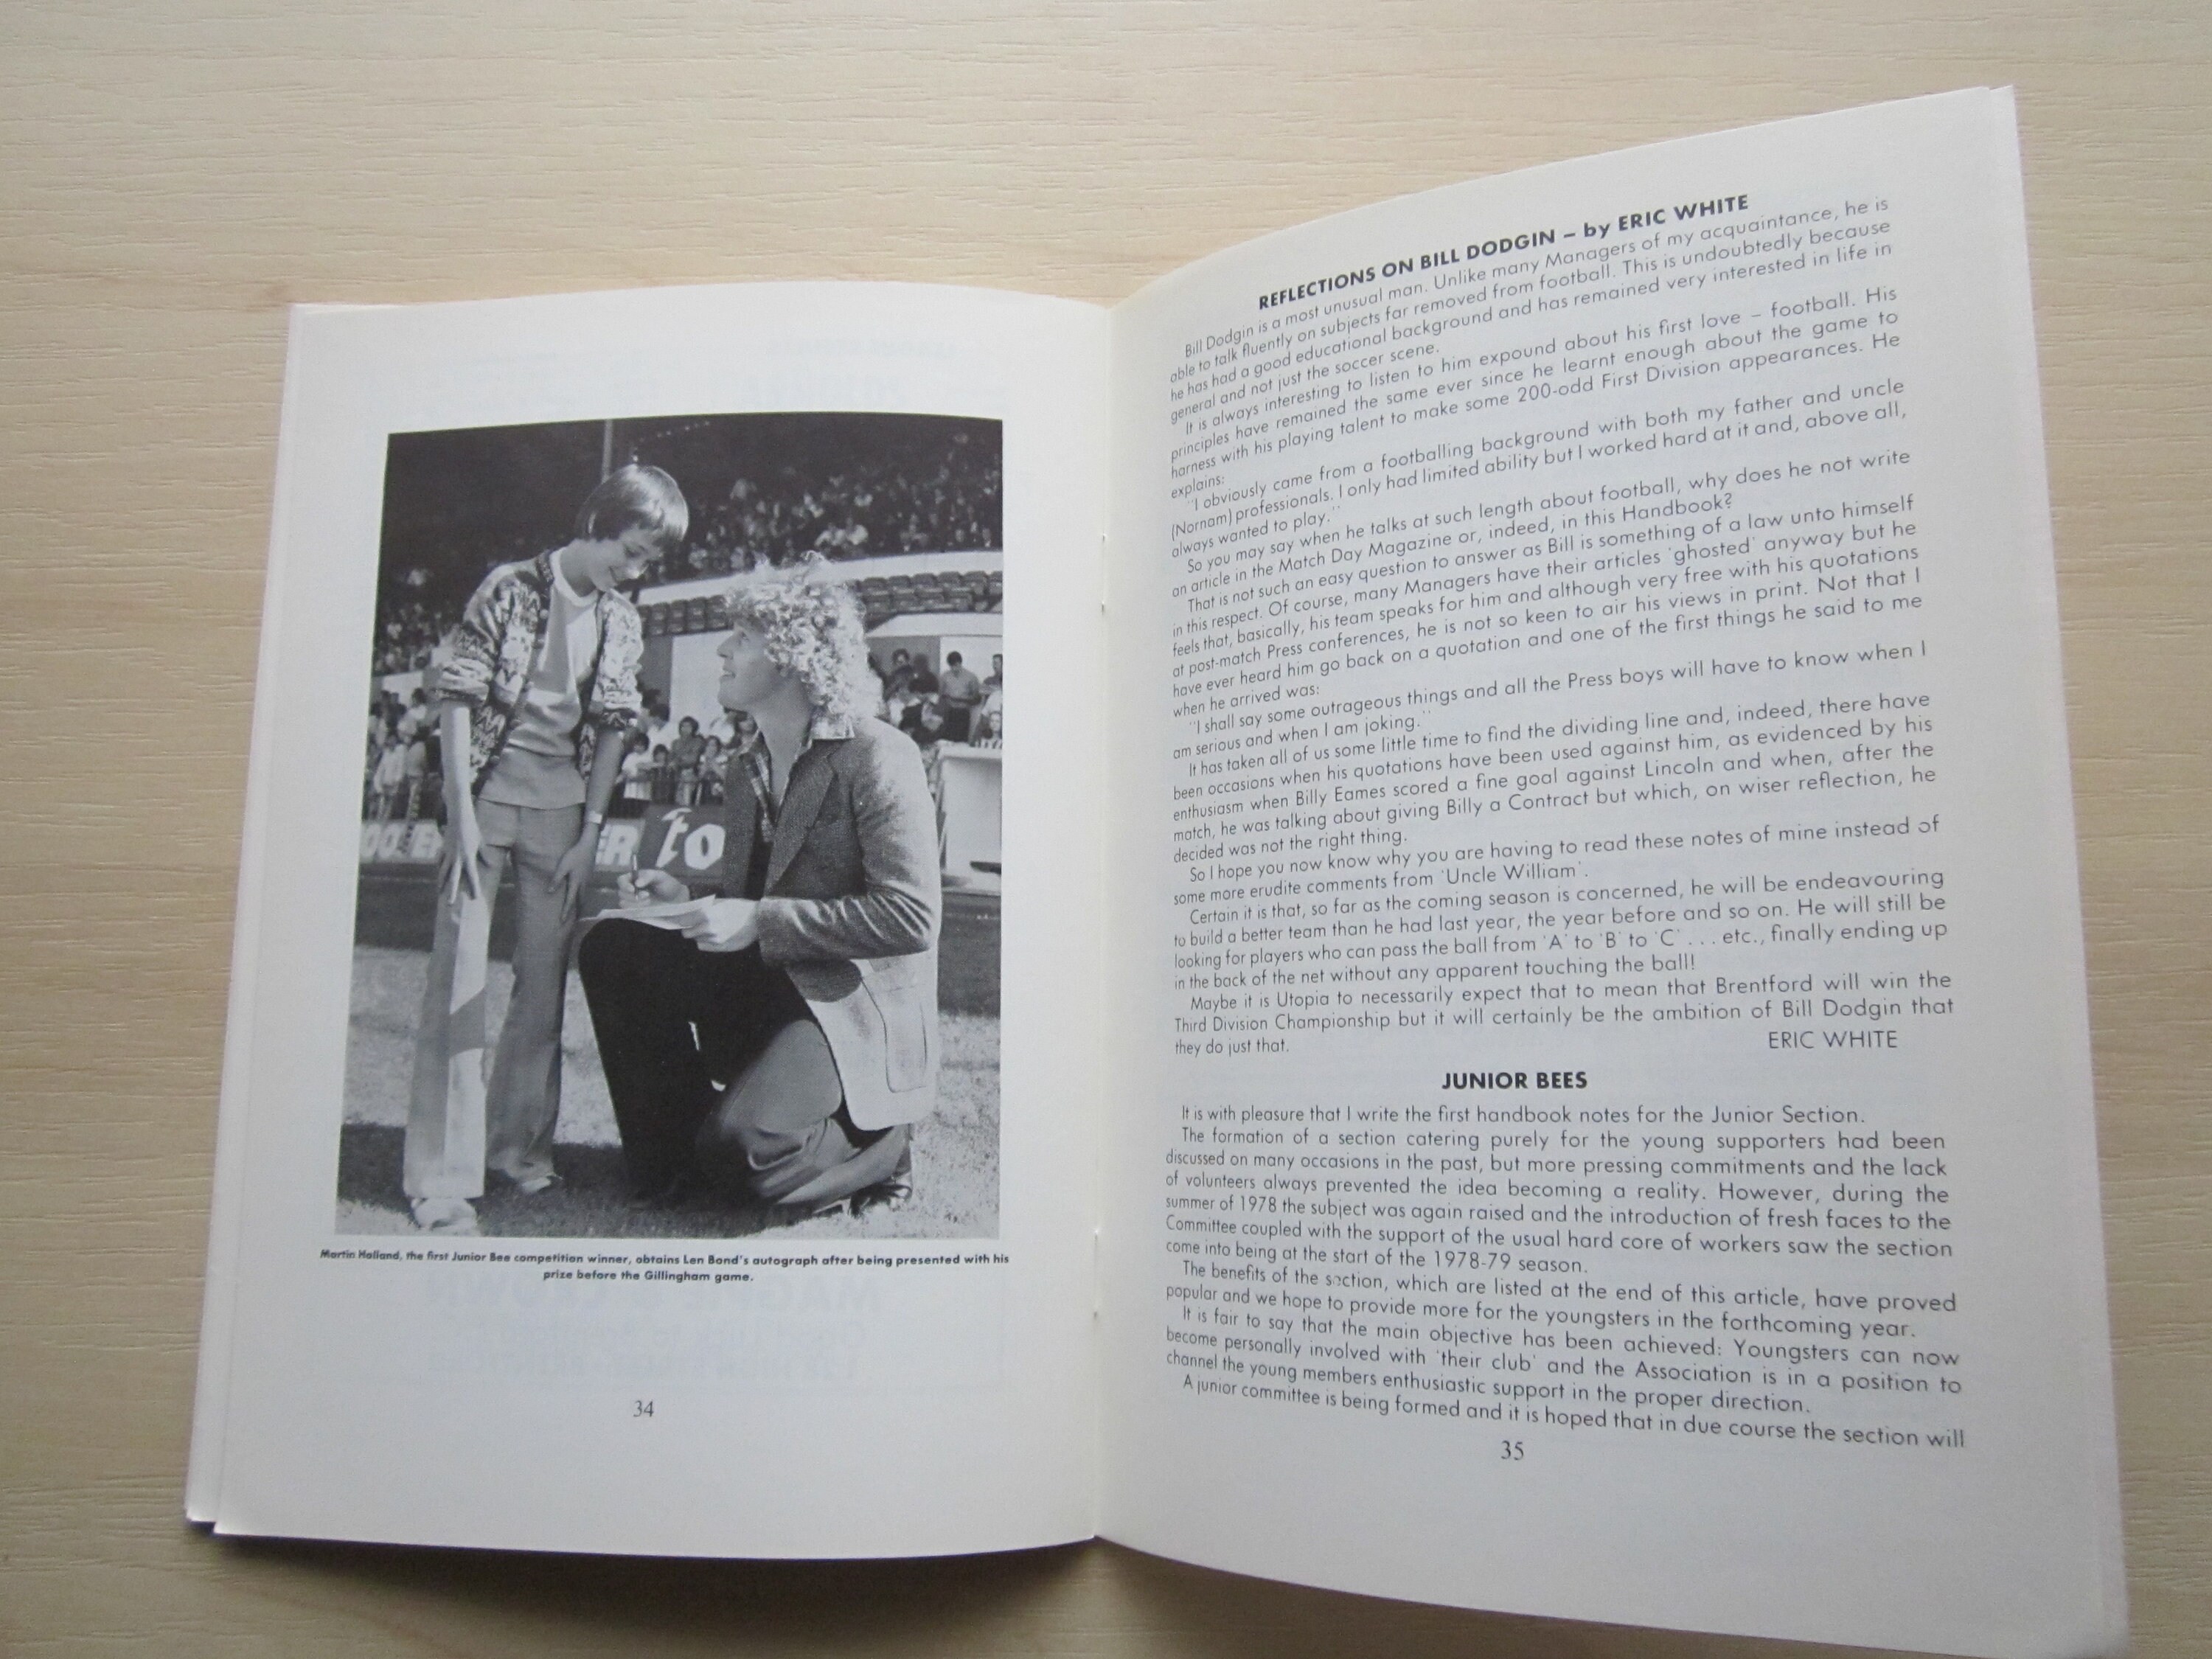 OO
ER
to
Martin Holland, the first Junior Bee competition winner, obtains Len Bond's autograph after being presented with his
prize before the Gillingham game.
34
REFLECTIONS ON BILL DODGIN – by ERIC WHITE
Bill Dodgin is a most unusual man. Unlike many Managers of my acquaintance, he is
able to talk fluently on subjects far removed from football. This is undoubtedly because
he has had a good educational background and has remained very interested in life in
general and not just the soccer scene.
It is always interesting to listen to him expound about his first love – football. His
principles have remained the same ever since he learnt enough about the game to
harness with his playing talent to make some 200-odd First Division appearances. He
explains:
"I obviously came from a footballing background with both my father and uncle
(Nornam) professionals. I only had limited ability but I worked hard at it and, above all,
always wanted to play."
So you may say when he talks at such length about football, why does he not write
an article in the Match Day Magazine or, indeed, in this Handbook?
That is not such an easy question to answer as Bill is something of a law unto himself
in this respect. Of course, many Managers have their articles 'ghosted' anyway but he
feels that, basically, his team speaks for him and although very free with his quotations
at post-match Press conferences, he is not so keen to air his views in print. Not that I
have ever heard him go back on a quotation and one of the first things he said to me
when he arrived was:
"I shall say some outrageous things and all the Press boys will have to know when I
am serious and when I am joking."
It has taken all of us some little time to find the dividing line and, indeed, there have
been occasions when his quotations have been used against him, as evidenced by his
enthusiasm when Billy Eames scored a fine goal against Lincoln and when, after the
match, he was talking about giving Billy a Contract but which, on wiser reflection, he
decided was not the right thing.
So I hope you now know why you are having to read these notes of mine instead of
some more erudite comments from 'Uncle William'.
Certain it is that, so far as the coming season is concerned, he will be endeavouring
to build a better team than he had last year, the year before and so on. He will still be
looking for players who can pass the ball from 'A' to 'B' to 'C' . . . etc., finally ending up
in the back of the net without any apparent touching the ball!
Maybe it is Utopia to necessarily expect that to mean that Brentford will win the
Third Division Championship but it will certainly be the ambition of Bill Dodgin that
they do just that.
ERIC WHITE
JUNIOR BEES
It is with pleasure that I write the first handbook notes for the Junior Section.
The formation of a section catering purely for the young supporters had been
discussed on many occasions in the past, but more pressing commitments and the lack
of volunteers always prevented the idea becoming a reality. However, during the
summer of 1978 the subject was again raised and the introduction of fresh faces to the
Committee coupled with the support of the usual hard core of workers saw the section
come into being at the start of the 1978-79 season.
The benefits of the section, which are listed at the end of this article, have proved
popular and we hope to provide more for the youngsters in the forthcoming year.
It is fair to say that the main objective has been achieved: Youngsters can now
become personally involved with 'their club' and the Association is in a position to
channel the young members enthusiastic support in the proper direction.
A junior committee is being formed and it is hoped that in due course the section will
35